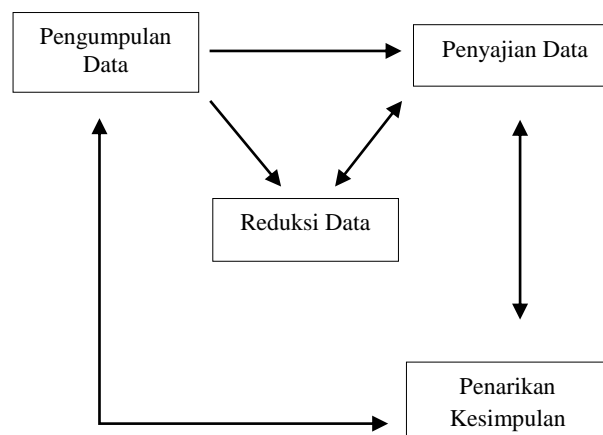 Pengumpulan
Data
Penyajian Data
Reduksi Data
Penarikan
Kesimpulan